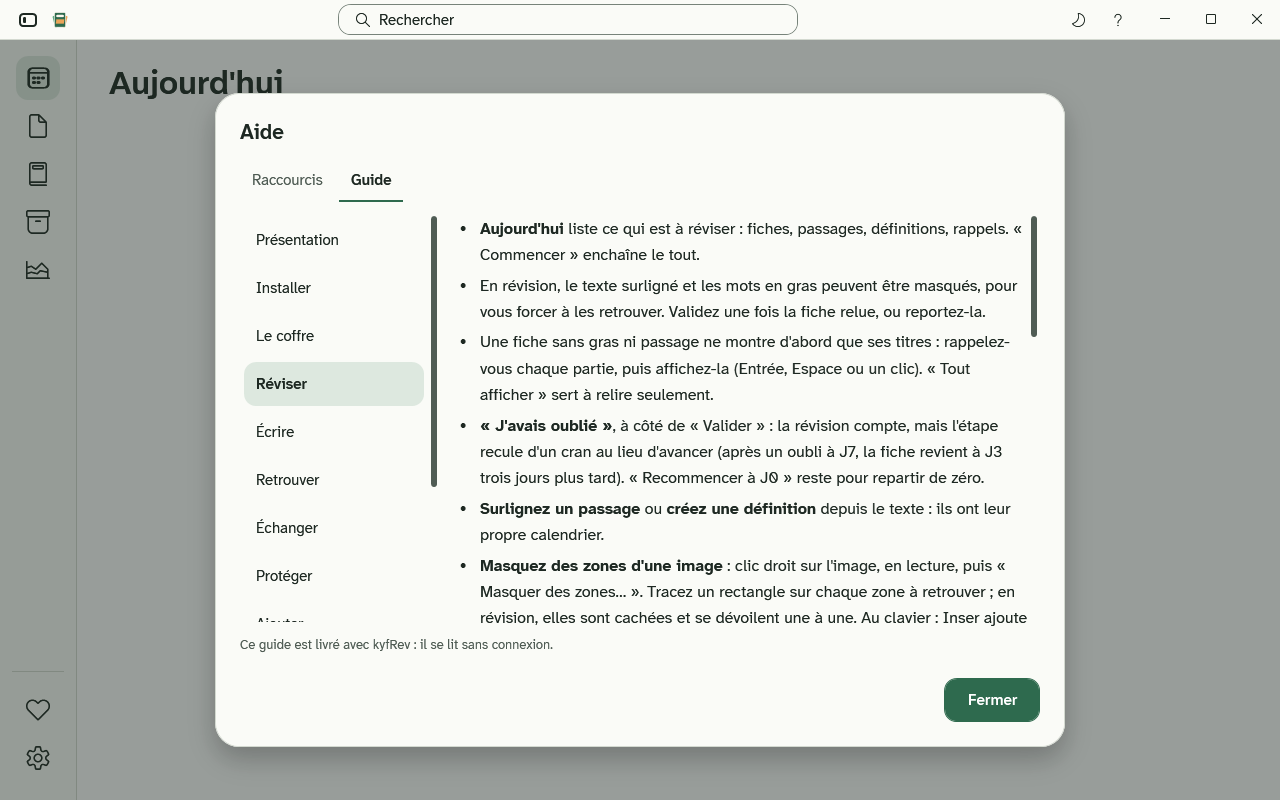 Rechercher
?
Aujourd'hui
Aide
Raccourcis
Guide
Présentation
Installer
Le coffre
Réviser
Écrire
Retrouver
Échanger
Protéger
• Aujourd'hui liste ce qui est à réviser : fiches, passages, définitions, rappels. «
Commencer » enchaîne le tout.
• En révision, le texte surligné et les mots en gras peuvent être masqués, pour
vous forcer à les retrouver. Validez une fois la fiche relue, ou reportez-la.
• Une fiche sans gras ni passage ne montre d'abord que ses titres : rappelez-
vous chaque partie, puis affichez-la (Entrée, Espace ou un clic). « Tout
afficher » sert à relire seulement.
• « J'avais oublié », à côté de « Valider » : la révision compte, mais l'étape
recule d'un cran au lieu d'avancer (après un oubli à J7, la fiche revient à J3
trois jours plus tard). « Recommencer à J0 » reste pour repartir de zéro.
• Surlignez un passage ou créez une définition depuis le texte : ils ont leur
propre calendrier.
• Masquez des zones d'une image : clic droit sur l'image, en lecture, puis «
Masquer des zones... ». Tracez un rectangle sur chaque zone à retrouver ; en
révision, elles sont cachées et se dévoilent une à une. Au clavier : Inser ajoute
Ce guide est livré avec kyfRev : il se lit sans connexion.
Fermer